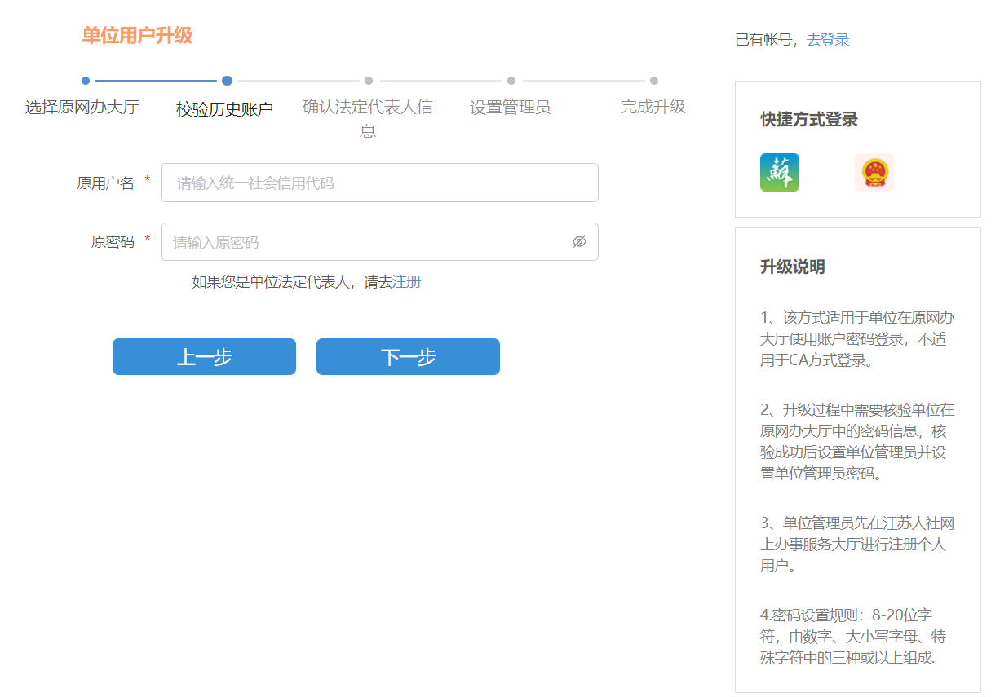 单位用户升级
已有帐号，去登录
选择原网办大厅
校验历史账户
确认法定代表人信
息
设置管理员
完成升级
原用户名 *
请输入统一社会信用代码
原密码 *
请输入原密码
如果您是单位法定代表人，请去注册
上一步
下一步
快捷方式登录
蘇
升级说明
1、该方式适用于单位在原网办
大厅使用账户密码登录，不适
用于CA方式登录。
2、升级过程中需要核验单位在
原网办大厅中的密码信息，核
验成功后设置单位管理员并设
置单位管理员密码。
3、单位管理员先在江苏人社网
上办事服务大厅进行注册个人
用户。
4.密码设置规则：8-20位字
符，由数字、大小写字母、特
殊字符中的三种或以上组成.